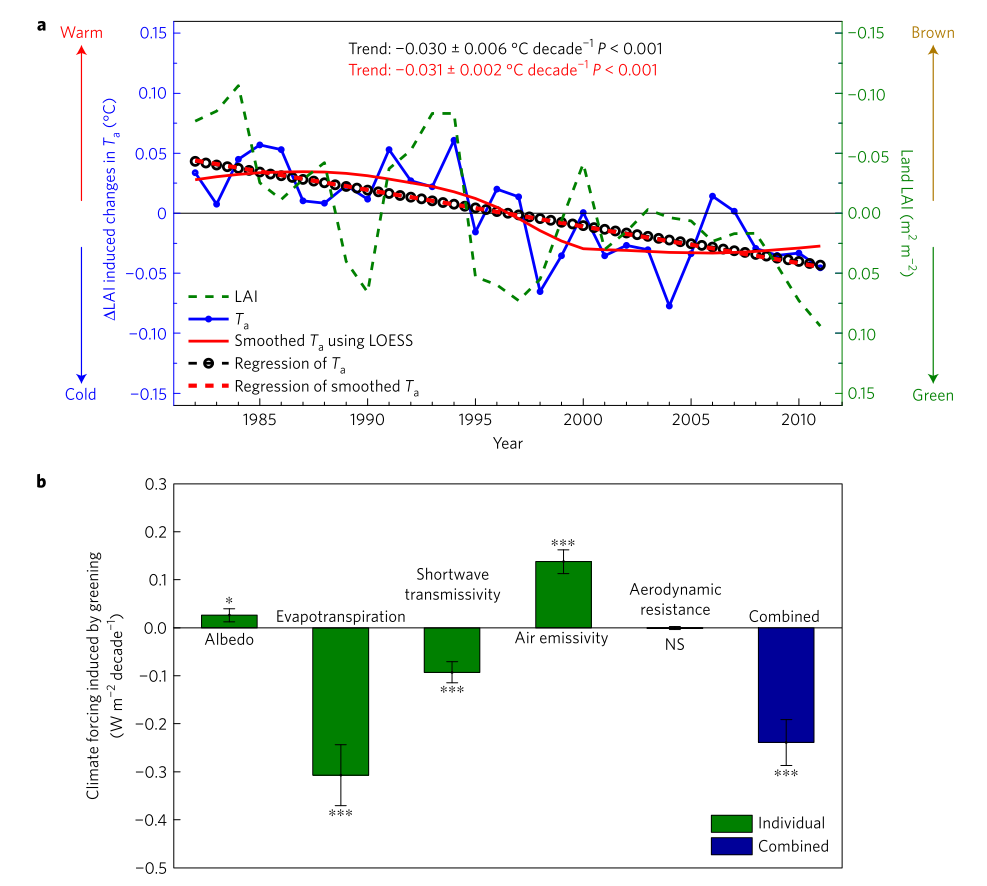 a
Warm
Cold
ΔLAI induced changes in Tₐ (°C)
0.15
0.10
0.05
0
−0.05
−0.10
−0.15
Trend: −0.030 ± 0.006 °C decade⁻¹ P < 0.001
Trend: −0.031 ± 0.002 °C decade⁻¹ P < 0.001
LAI
Tₐ
Smoothed Tₐ using LOESS
Regression of Tₐ
Regression of smoothed Tₐ
1985 1990 1995 2000 2005 2010
Year
−0.15
−0.10
−0.05
0.00
0.05
0.10
0.15
Land LAI (m² m⁻²)
Brown
Green
b
Climate forcing induced by greening
(W m⁻² decade⁻¹)
0.3
0.2
0.1
0.0
−0.1
−0.2
−0.3
−0.4
−0.5
*
Albedo
Evapotranspiration
***
Shortwave
transmissivity
***
***
Air emissivity
Aerodynamic
resistance
NS
Combined
***
Individual
Combined